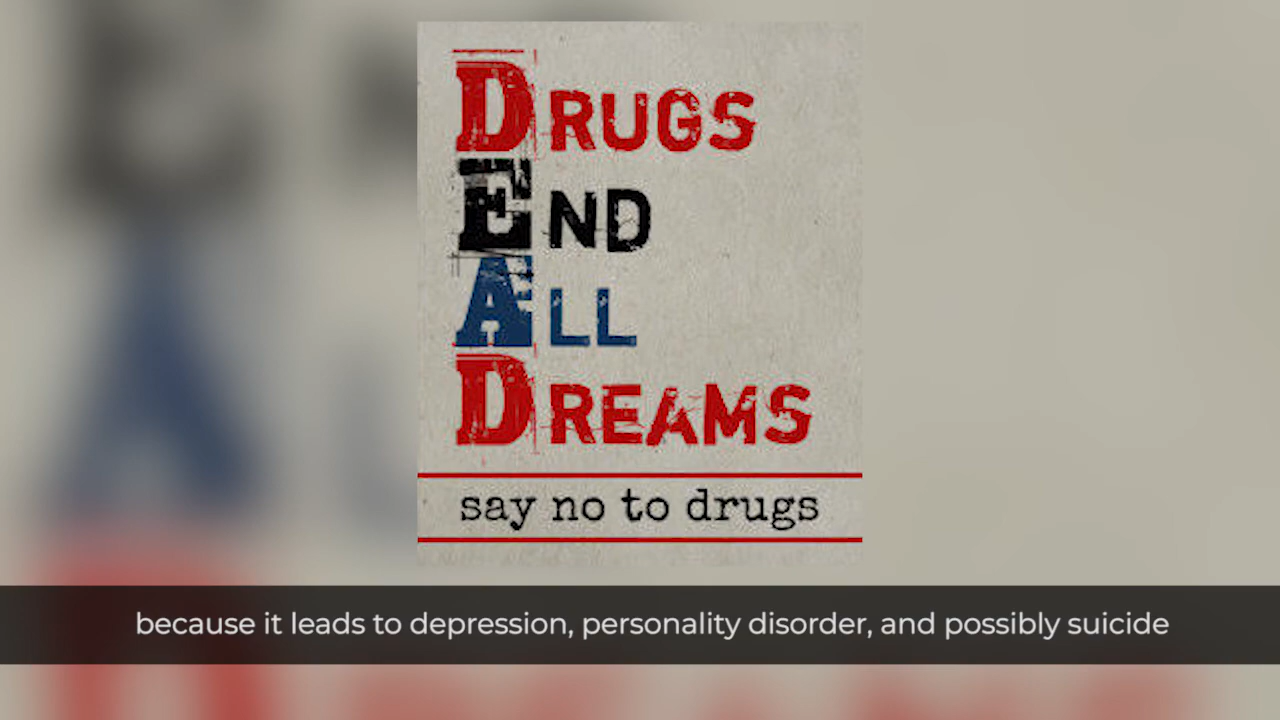 DRUGS
END
ALL
DREAMS
say no to drugs
because it leads to depression, personality disorder, and possibly suicide